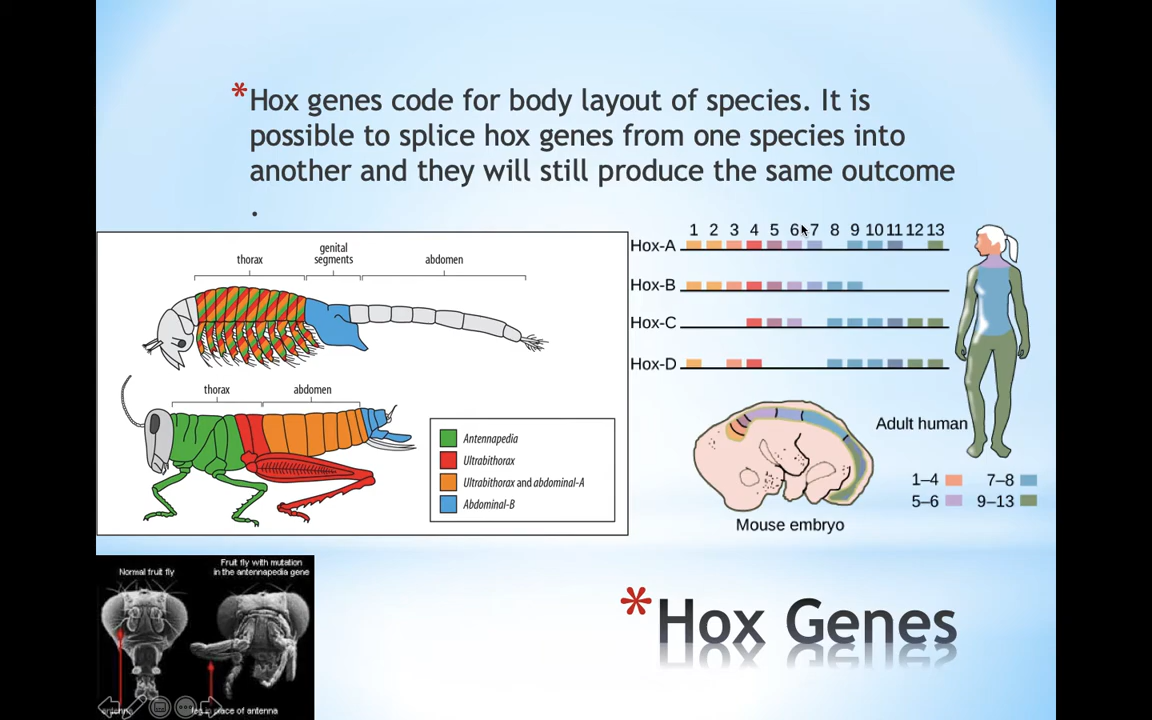 * Hox genes code for body layout of species. It is
possible to splice hox genes from one species into
another and they will still produce the same outcome
.
genital
segments
thorax
abdomen
thorax
abdomen
Antennapedia
Ultrabithorax
Ultrabithorax and abdominal-A
Abdominal-B
1 2 3 4 5 6 7 8 9 10 11 12 13
Hox-A
Hox-B
Hox-C
Hox-D
Adult human
1–4 7–8
5–6 9–13
Mouse embryo
Normal fruit fly
Fruit fly with mutation
in the antennapedia gene
antenna
place of antenna
* Hox Genes